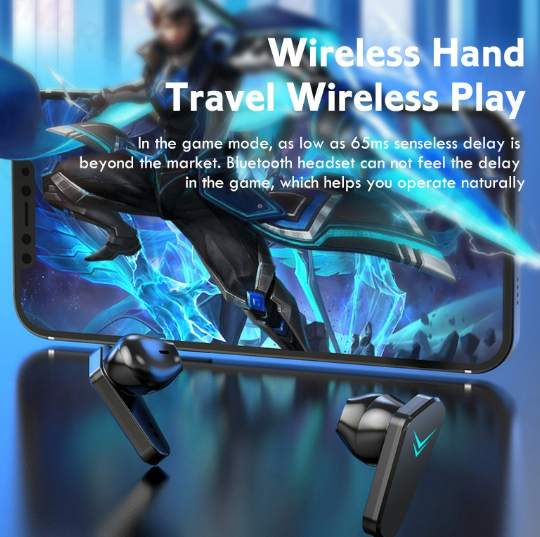 Wireless Hand
Travel Wireless Play
In the game mode, as low as 65ms senseless delay is
beyond the market. Bluetooth headset can not feel the delay
in the game, which helps you operate naturally